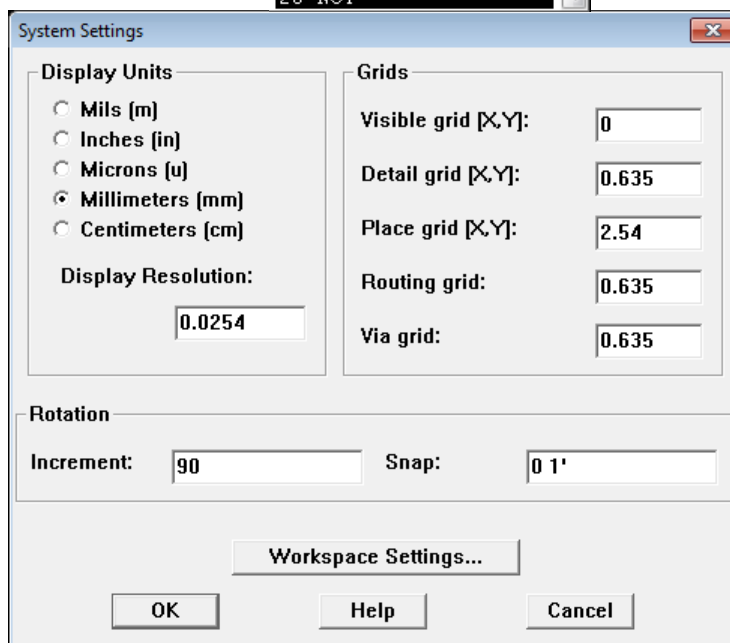 20 NOT
System Settings
Display Units
Mils (m)
Inches (in)
Microns (u)
Millimeters (mm)
Centimeters (cm)
Display Resolution:
0.0254
Grids
Visible grid [X,Y]:
0
Detail grid [X,Y]:
0.635
Place grid [X,Y]:
2.54
Routing grid:
0.635
Via grid:
0.635
Rotation
Increment:
90
Snap:
0 1'
Workspace Settings...
OK
Help
Cancel